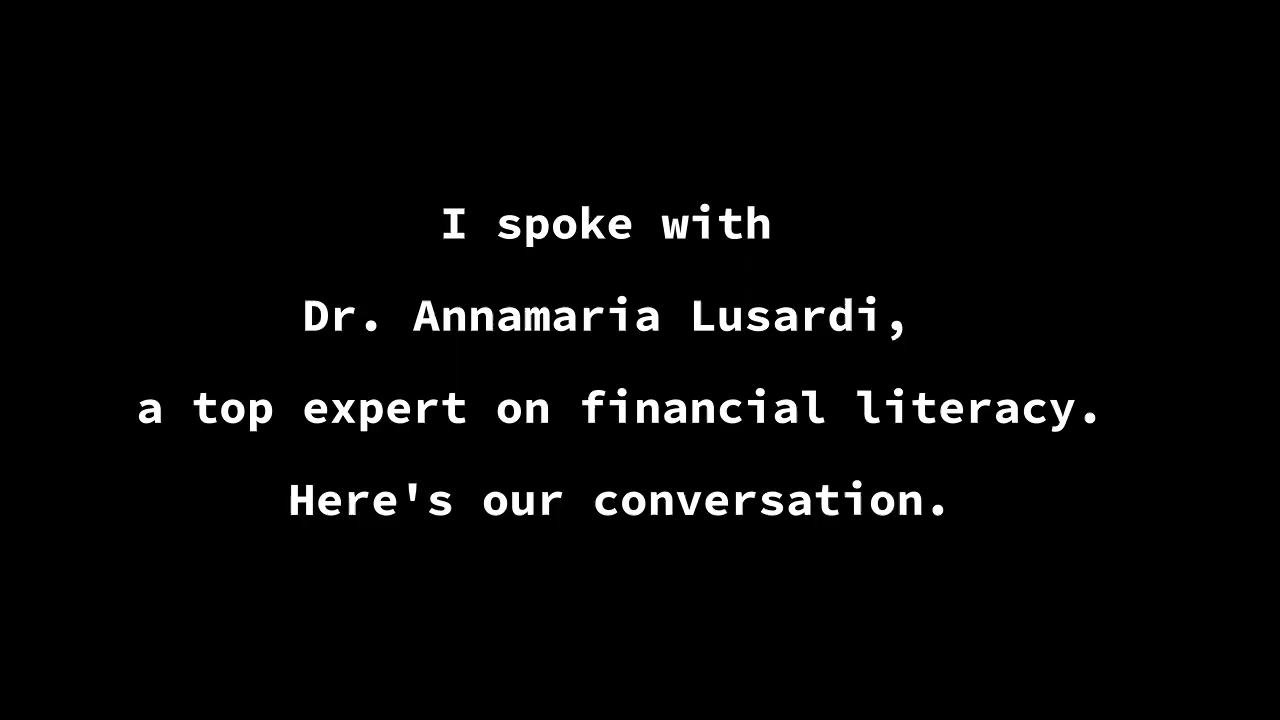 I spoke with
Dr. Annamaria Lusardi,
a top expert on financial literacy.
Here's our conversation.